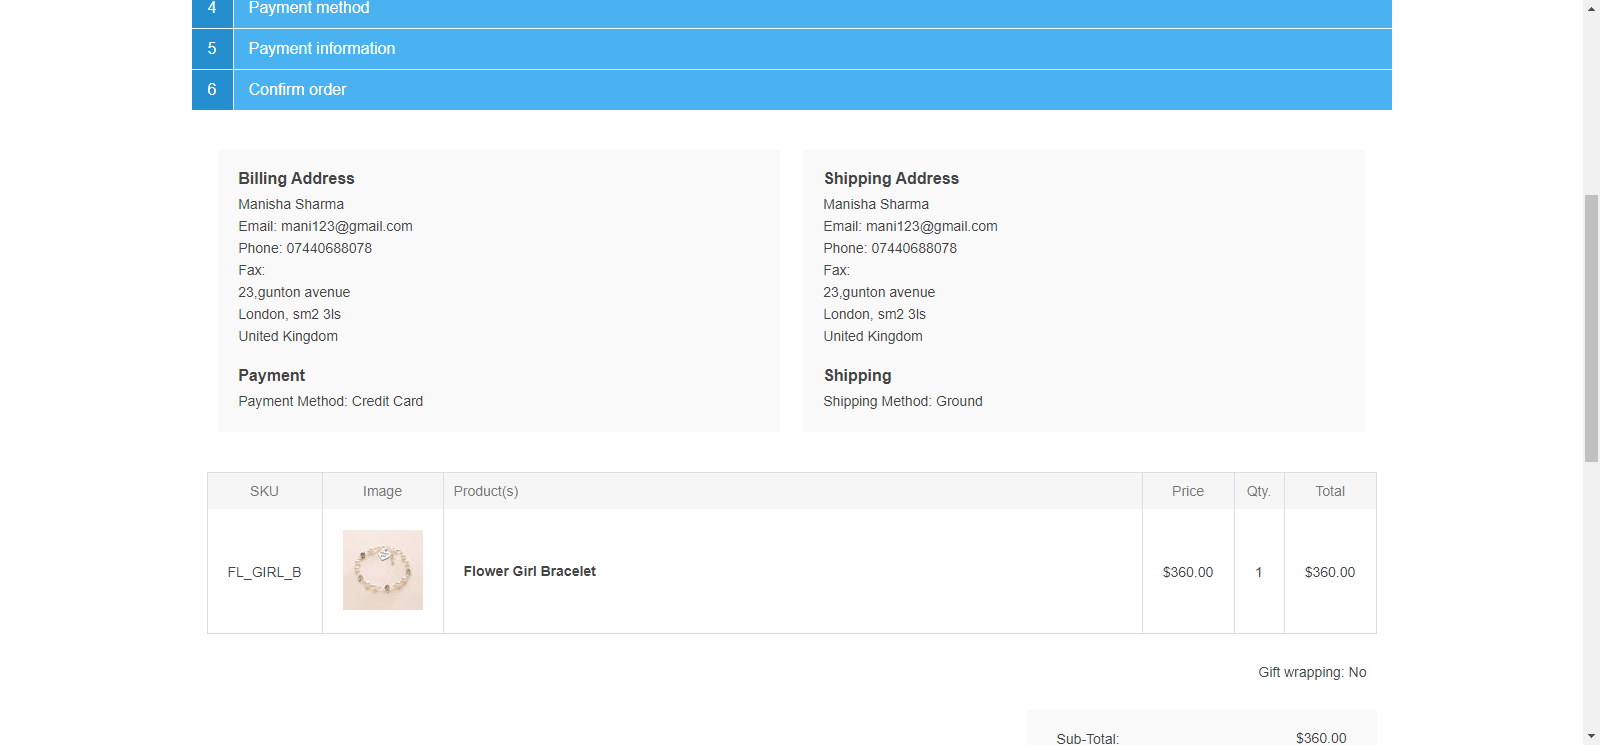 4 Payment method
5 Payment information
6 Confirm order
Billing Address
Manisha Sharma
Email: mani123@gmail.com
Phone: 07440688078
Fax:
23,gunton avenue
London, sm2 3ls
United Kingdom
Payment
Payment Method: Credit Card
Shipping Address
Manisha Sharma
Email: mani123@gmail.com
Phone: 07440688078
Fax:
23,gunton avenue
London, sm2 3ls
United Kingdom
Shipping
Shipping Method: Ground
SKU Image Product(s) Price Qty. Total
FL_GIRL_B Flower Girl Bracelet $360.00 1 $360.00
Gift wrapping: No
Sub-Total: $360.00